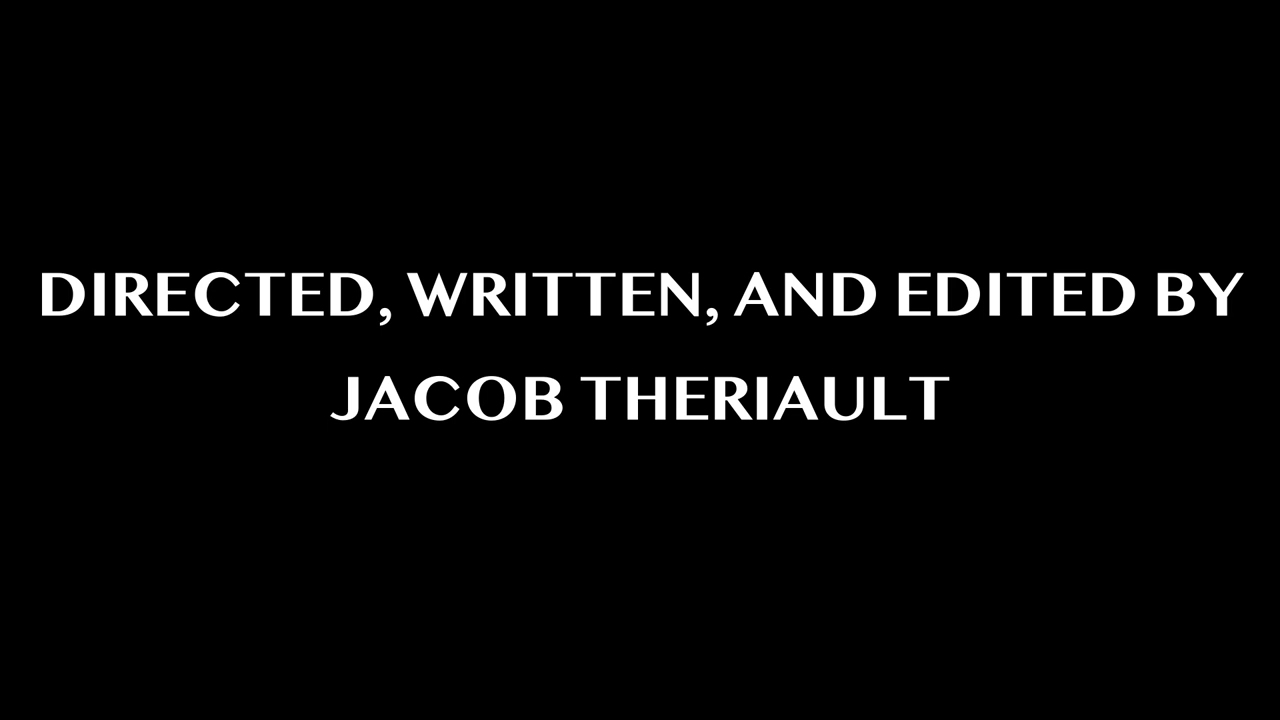 DIRECTED, WRITTEN, AND EDITED BY
JACOB THERIAULT